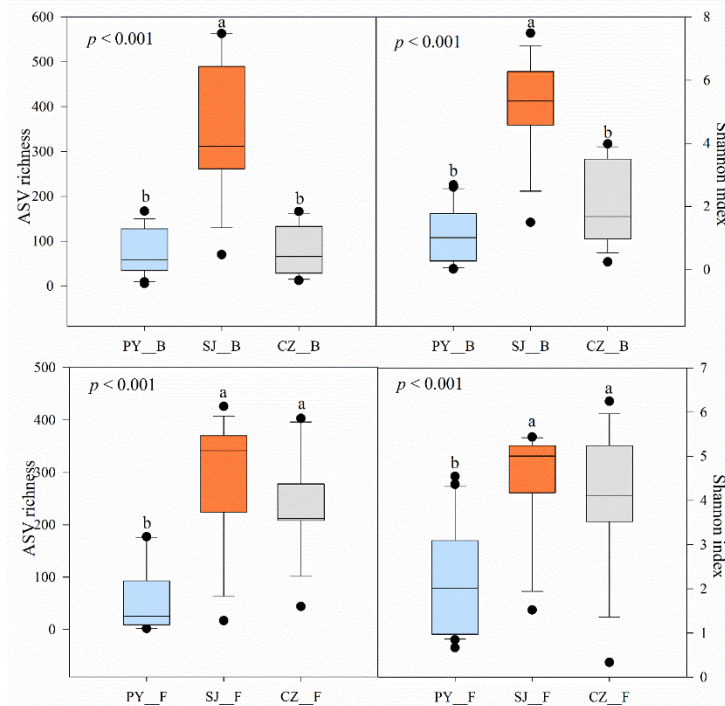 p < 0.001
ASV richness
600
500
400
300
200
100
0
b
a
b
PY__B
SJ__B
CZ__B
p < 0.001
b
a
b
PY__B
SJ__B
CZ__B
8
6
4
2
0
Shannon index
p < 0.001
ASV richness
500
400
300
200
100
0
b
a
a
PY__F
SJ__F
CZ__F
p < 0.001
b
a
a
PY__F
SJ__F
CZ__F
7
6
5
4
3
2
1
0
Shannon index